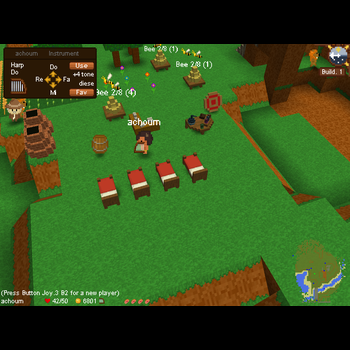 achoum Instrument
Harp Do Use
Do +4 tone
Re Fa diese
Mi Fav
Bee 2/8 (1)
Bee 2/8 (1)
Build. 1
Bee 2/8 (4)
achoum
(Press Button Joy 3 B2 for a new player)
achoum 42/50 6801